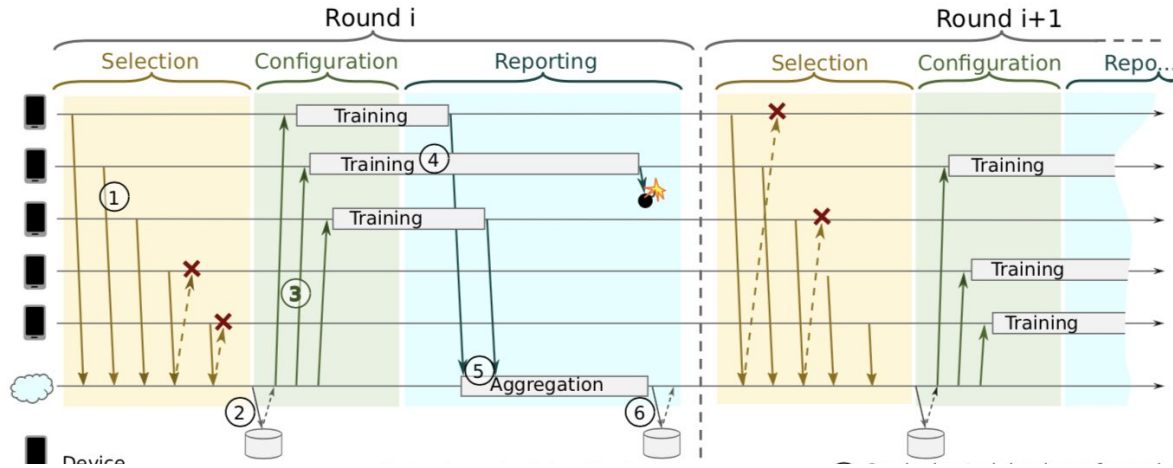 Round i
Round i+1
Selection
Configuration
Reporting
Selection
Configuration
Repo...
Training
Training
4
Training
1
Training
Training
3
Training
5
Aggregation
2
6
Device